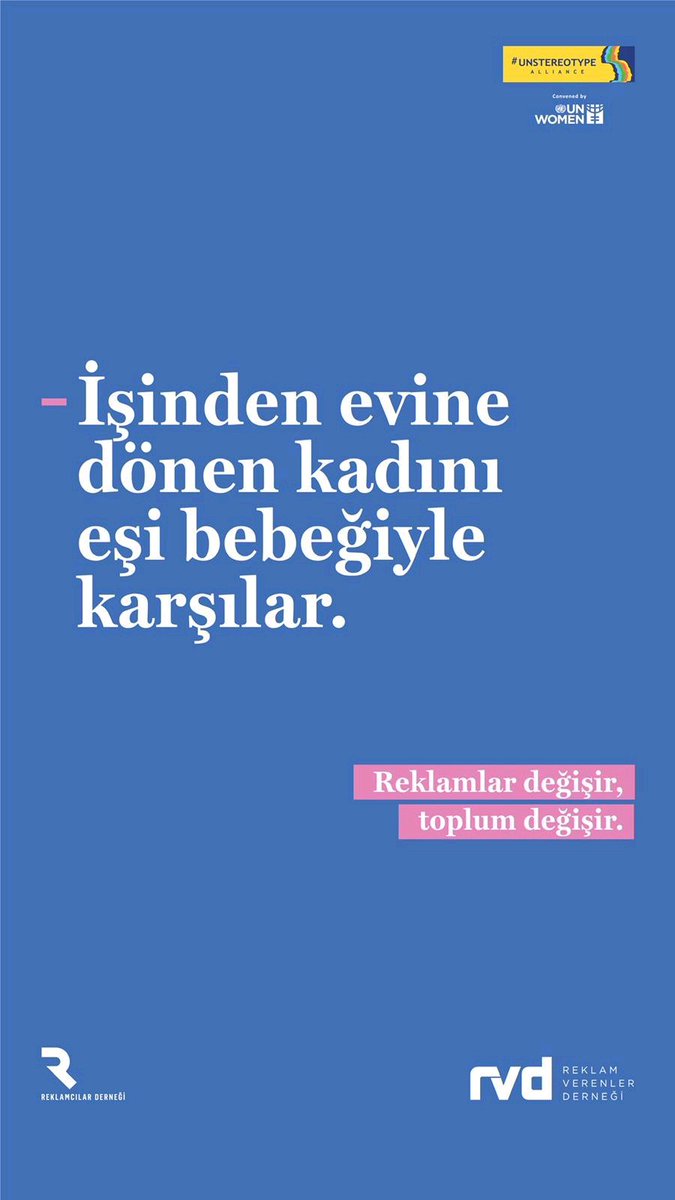 #UNSTEREOTYPE
ALLIANCE
Convened by
UN
WOMEN
- İşinden evine
dönen kadını
eşi bebeğiyle
karşılar.
Reklamlar değişir,
toplum değişir.
REKLAMCILAR DERNEĞİ
rvd
REKLAM
VERENLER
DERNEĞİ